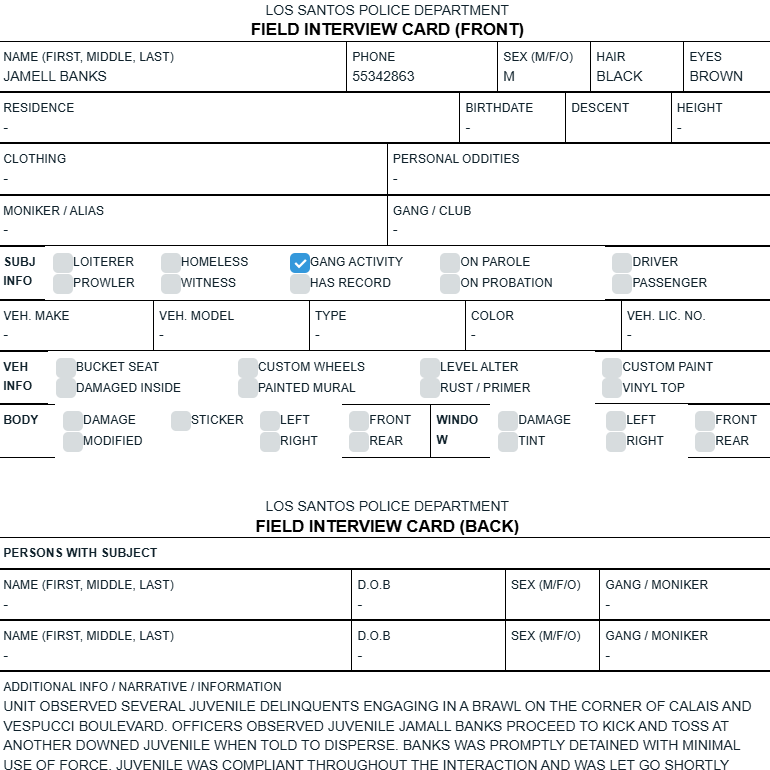 LOS SANTOS POLICE DEPARTMENT
FIELD INTERVIEW CARD (FRONT)
NAME (FIRST, MIDDLE, LAST) PHONE SEX (M/F/O) HAIR EYES
JAMELL BANKS 55342863 M BLACK BROWN
RESIDENCE BIRTHDATE DESCENT HEIGHT
- - -
CLOTHING PERSONAL ODDITIES
- -
MONIKER / ALIAS GANG / CLUB
- -
SUBJ LOITERER HOMELESS GANG ACTIVITY ON PAROLE DRIVER
INFO PROWLER WITNESS HAS RECORD ON PROBATION PASSENGER
VEH. MAKE VEH. MODEL TYPE COLOR VEH. LIC. NO.
- - - - -
VEH BUCKET SEAT CUSTOM WHEELS LEVEL ALTER CUSTOM PAINT
INFO DAMAGED INSIDE PAINTED MURAL RUST / PRIMER VINYL TOP
BODY DAMAGE STICKER LEFT FRONT WINDO DAMAGE LEFT FRONT
MODIFIED RIGHT REAR W TINT RIGHT REAR
LOS SANTOS POLICE DEPARTMENT
FIELD INTERVIEW CARD (BACK)
PERSONS WITH SUBJECT
NAME (FIRST, MIDDLE, LAST) D.O.B SEX (M/F/O) GANG / MONIKER
- - -
NAME (FIRST, MIDDLE, LAST) D.O.B SEX (M/F/O) GANG / MONIKER
- - -
ADDITIONAL INFO / NARRATIVE / INFORMATION
UNIT OBSERVED SEVERAL JUVENILE DELINQUENTS ENGAGING IN A BRAWL ON THE CORNER OF CALAIS AND
VESPUCCI BOULEVARD. OFFICERS OBSERVED JUVENILE JAMALL BANKS PROCEED TO KICK AND TOSS AT
ANOTHER DOWNED JUVENILE WHEN TOLD TO DISPERSE. BANKS WAS PROMPTLY DETAINED WITH MINIMAL
USE OF FORCE. JUVENILE WAS COMPLIANT THROUGHOUT THE INTERACTION AND WAS LET GO SHORTLY